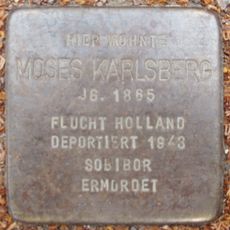 HIER WOHNTE
MOSES KARLSBERG
JG. 1865
FLUCHT HOLLAND
DEPORTIERT 1943
SOBIBOR
ERMORDET